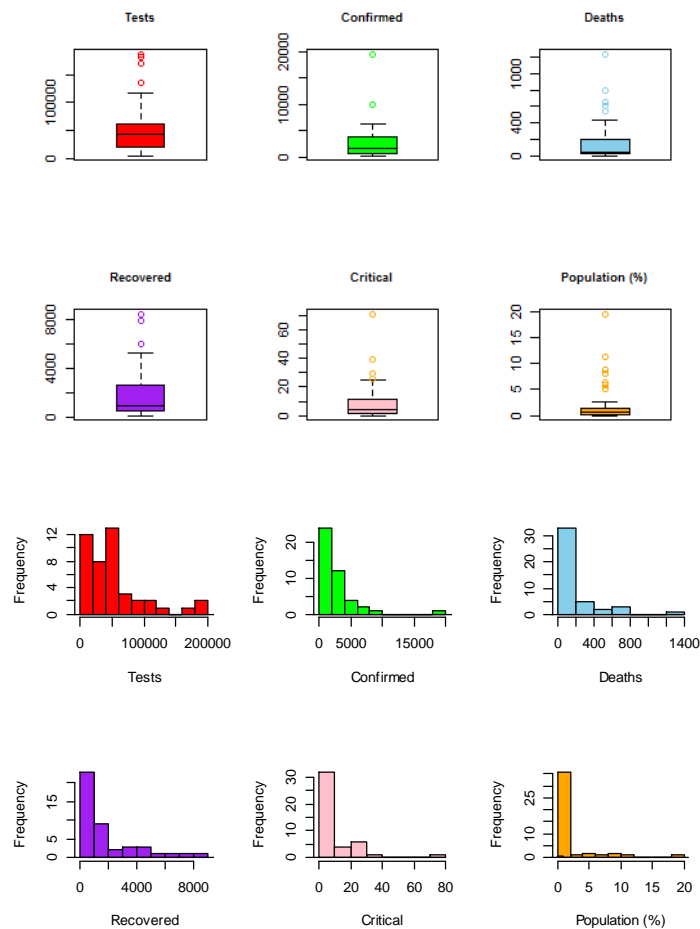 Tests Confirmed Deaths
0 100000
0 10000 20000
0 400 1000
Recovered Critical Population (%)
0 4000 8000
0 20 60
0 5 10 15 20
Frequency Frequency Frequency
0 4 8 12
0 10 20
0 10 20 30
0 100000 200000
0 5000 15000
0 400 800 1400
Tests Confirmed Deaths
Frequency Frequency Frequency
0 5 15
0 10 20 30
0 10 25
0 4000 8000
0 20 40 60 80
0 5 10 15 20
Recovered Critical Population (%)